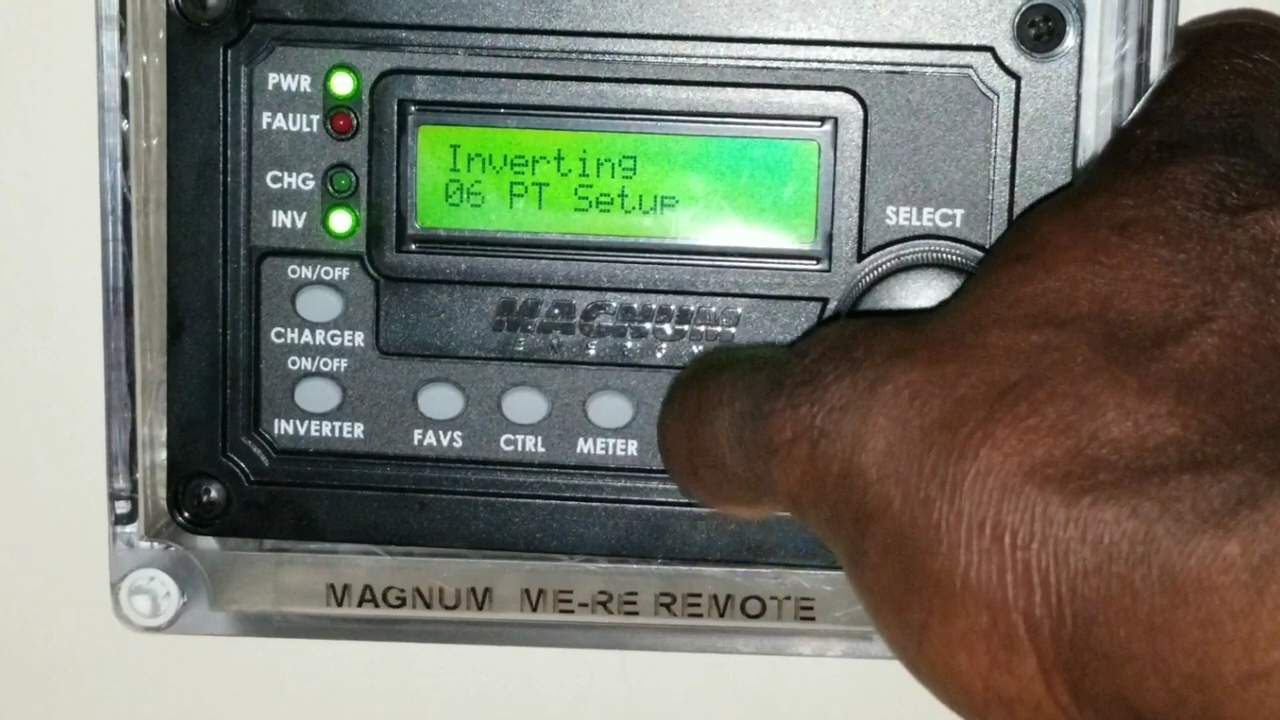 PWR
FAULT
CHG
INV
Inverting
06 PT Setup
SELECT
ON/OFF
CHARGER
ON/OFF
INVERTER
MAGNUM
ENERGY
FAVS
CTRL
METER
MAGNUM ME-RE REMOTE